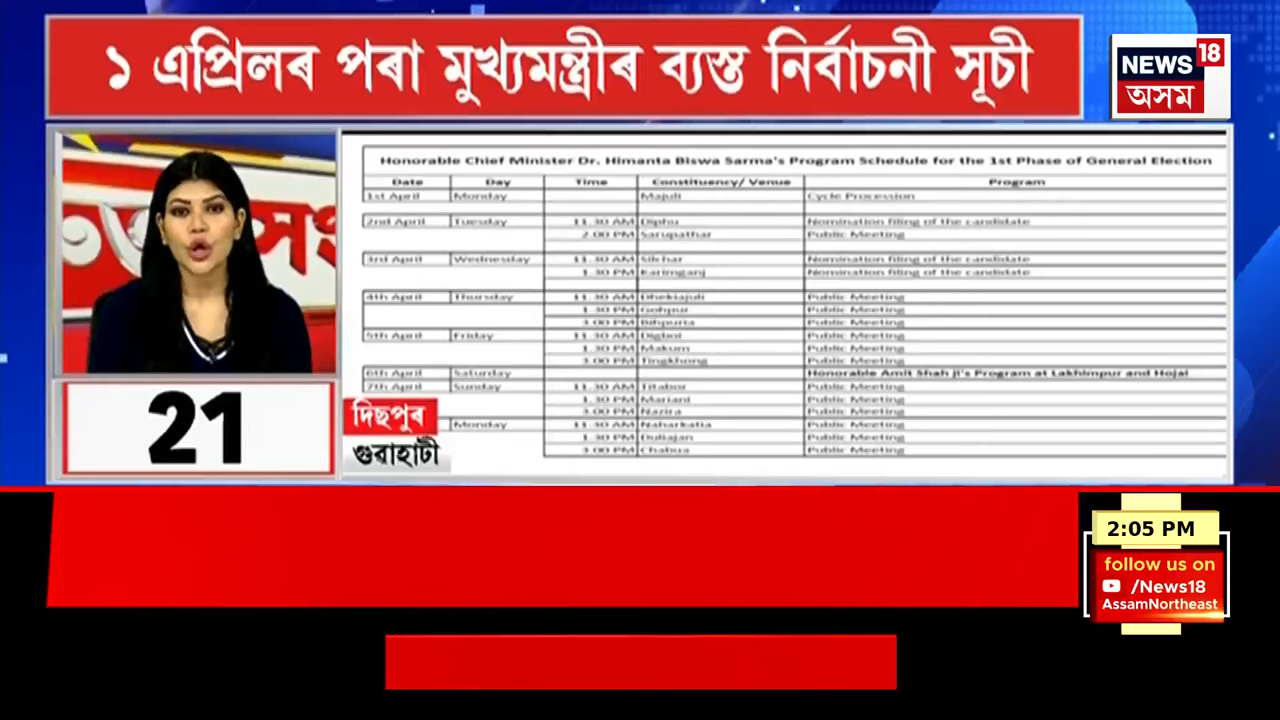 ১ এপ্ৰিলৰ পৰা মুখ্যমন্ত্ৰীৰ ব্যস্ত নিৰ্বাচনী সূচী
NEWS 18
অসম
Honorable Chief Minister Dr. Himanta Biswa Sarma's Program Schedule for the 1st Phase of General Election
Date Day Time Constituency/ Venue Program
1st April Monday Majuli Cycle Procession
2nd April Tuesday 11.30 AM Diphu Nomination filing of the candidate
2.00 PM Sarupathar Public Meeting
3rd April Wednesday 11.30 AM Silchar Nomination filing of the candidate
1.30 PM Karimganj Nomination filing of the candidate
4th April Thursday 11.30 AM Dhekiajuli Public Meeting
1.30 PM Gohpur Public Meeting
3.00 PM Bihpuria Public Meeting
5th April Friday 11.30 AM Digboi Public Meeting
1.30 PM Makum Public Meeting
3.00 PM Tingkhong Public Meeting
6th April Saturday Honorable Amit Shah ji's Program at Lakhimpur and Hojai
7th April Sunday 11.30 AM Titabor Public Meeting
1.30 PM Mariani Public Meeting
3.00 PM Nazira Public Meeting
Monday 11.30 AM Naharkatia Public Meeting
1.30 PM Duliajan Public Meeting
3.00 PM Chabua Public Meeting
21
দিছপুৰ
গুৱাহাটী
2:05 PM
follow us on
/News18
AssamNortheast